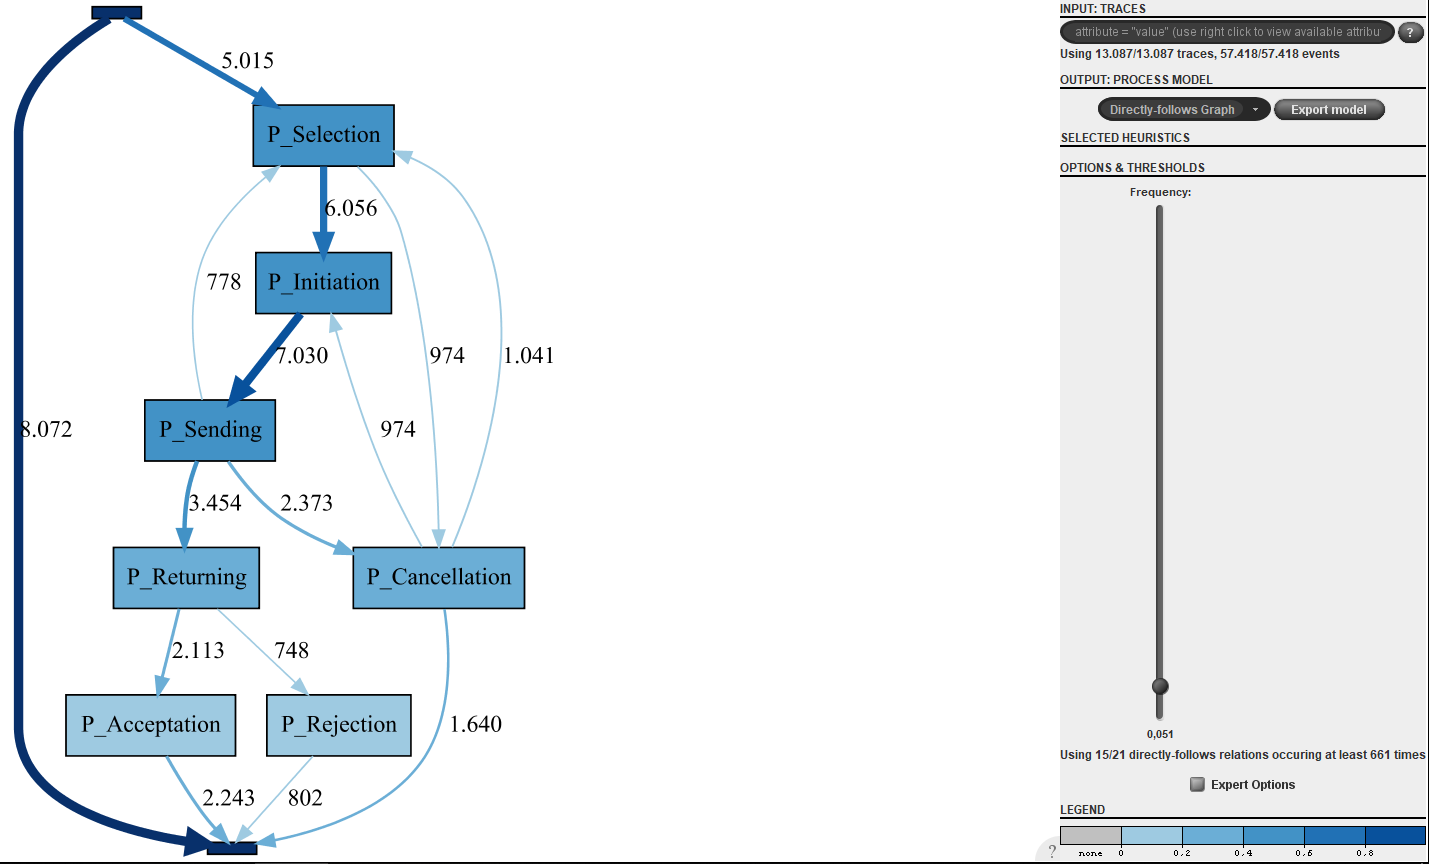 5.015
P_Selection
6.056
P_Initiation
778
7.030
974
1.041
974
8.072
P_Sending
3.454
2.373
P_Returning
P_Cancellation
2.113
748
P_Acceptation
P_Rejection
1.640
2.243
802
INPUT: TRACES
attribute = "value" (use right click to view available attribu
?
Using 13.087/13.087 traces, 57.418/57.418 events
OUTPUT: PROCESS MODEL
Directly-follows Graph
Export model
SELECTED HEURISTICS
OPTIONS & THRESHOLDS
Frequency:
0,051
Using 15/21 directly-follows relations occuring at least 661 times
Expert Options
LEGEND
?
none 0 0.2 0.4 0.6 0.8